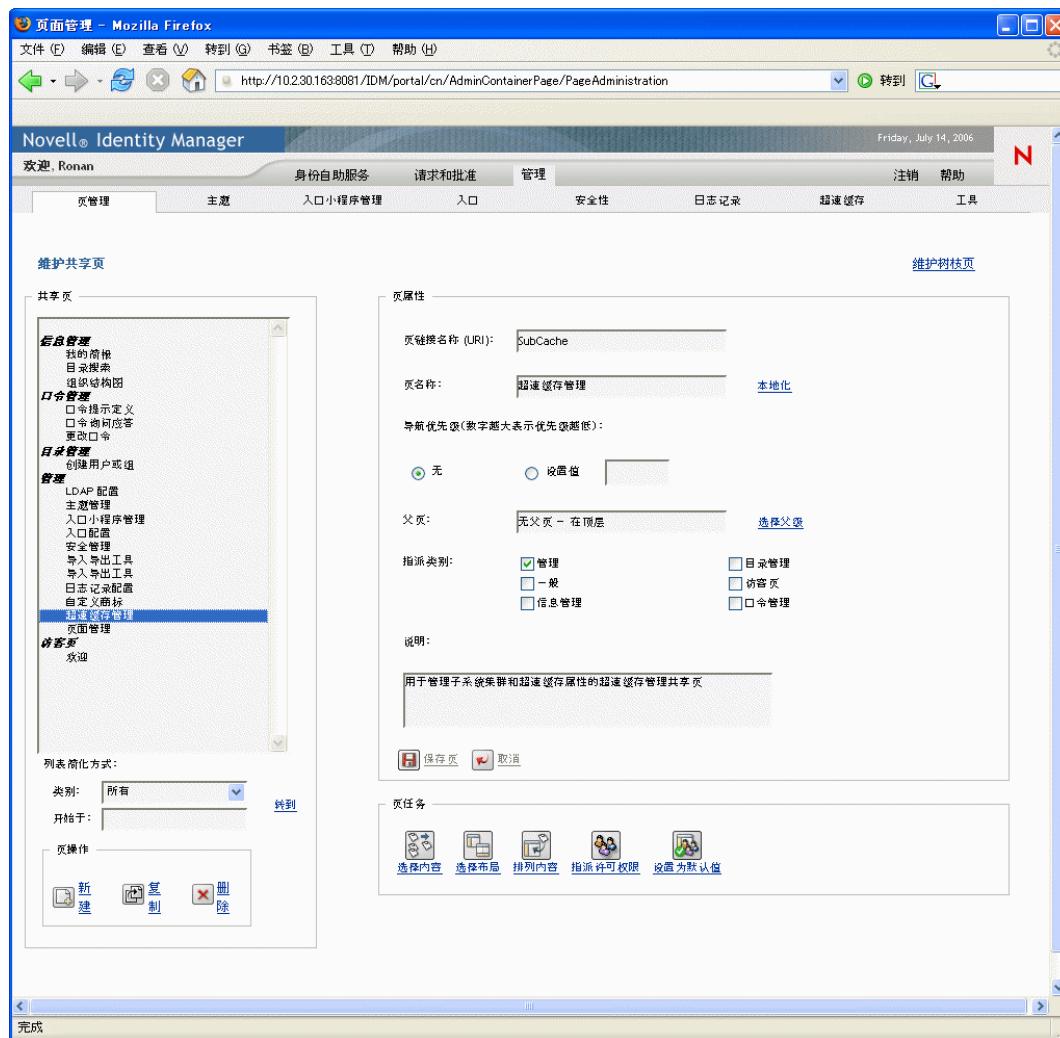 页面管理 - Mozilla Firefox
文件 (F) 编辑 (E) 查看 (V) 转到 (G) 书签 (B) 工具 (T) 帮助 (H)
http://10.2.30.163:8081/IDM/portal/cn/AdminContainerPage/PageAdministration 转到
Novell® Identity Manager Friday, July 14, 2006
N
欢迎, Ronan
身份自助服务 请求和批准 管理 注销 帮助
页管理 主题 入口小程序管理 入口 安全性 日志记录 超速缓存 工具
维护共享页 维护树枝页
共享页
信息管理
我的简报
目录搜索
组织结构图
口令管理
口令提示定义
口令询问应答
更改口令
目录管理
创建用户或组
管理
LDAP 配置
主题管理
入口小程序管理
入口配置
安全管理
导入导出工具
导入导出工具
日志记录配置
自定义商标
超速缓存管理
页面管理
访客页
欢迎
列表简化方式:
类别: 所有
转到
开始于:
页操作
新建 复制 删除
页属性
页链接名称 (URI): SubCache
页名称: 超速缓存管理 本地化
导航优先级(数字越大表示优先级越低):
无 设置值
父页: 无父页 - 在顶层 选择父级
指派类别: 管理 目录管理
一般 访客页
信息管理 口令管理
说明:
用于管理子系统集群和超速缓存属性的超速缓存管理共享页
保存页 取消
页任务
选择内容 选择布局 排列内容 指派许可权限 设置为默认值
完成